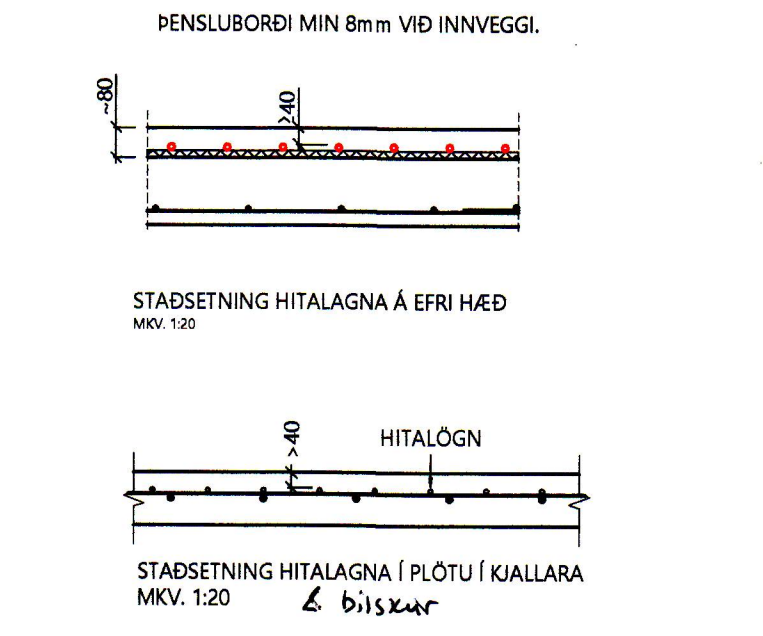 ÞENSLUBORÐI MIN 8mm VIÐ INNVEGGI.
~80
>40
STAÐSETNING HITALAGNA Á EFRI HÆÐ
MKV. 1:20
>40
HITALÖGN
STAÐSETNING HITALAGNA Í PLÖTU Í KJALLARA
MKV. 1:20
bílskúr